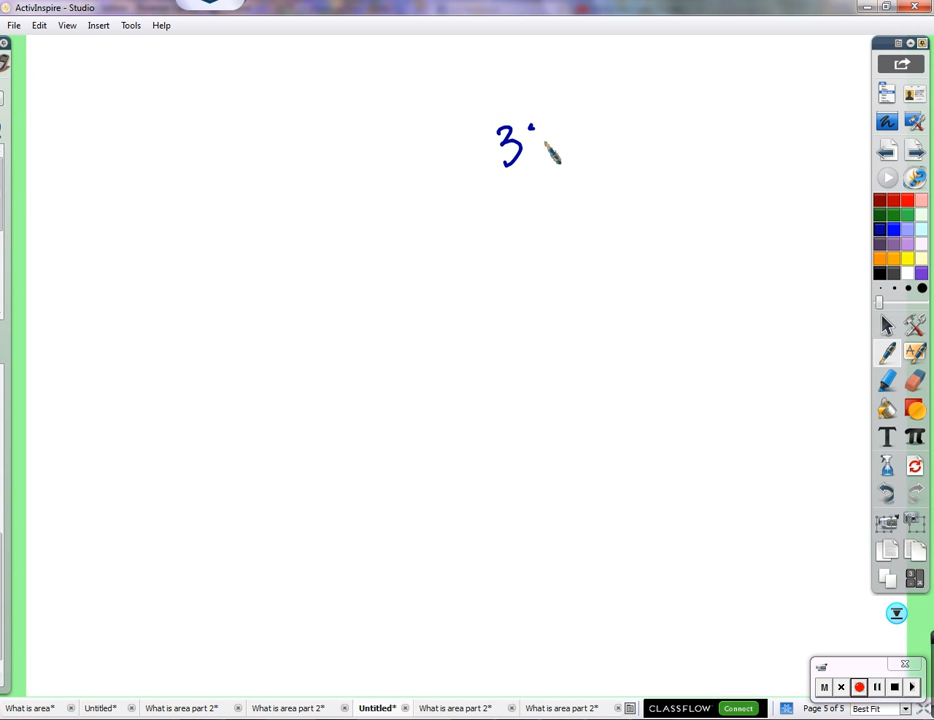 ActivInspire - Studio
File Edit View Insert Tools Help
3
What is area* Untitled* What is area part 2* What is area part 2* Untitled* What is area part 2* What is area part 2* CLASSFLOW Connect Page 5 of 5 Best Fit
M